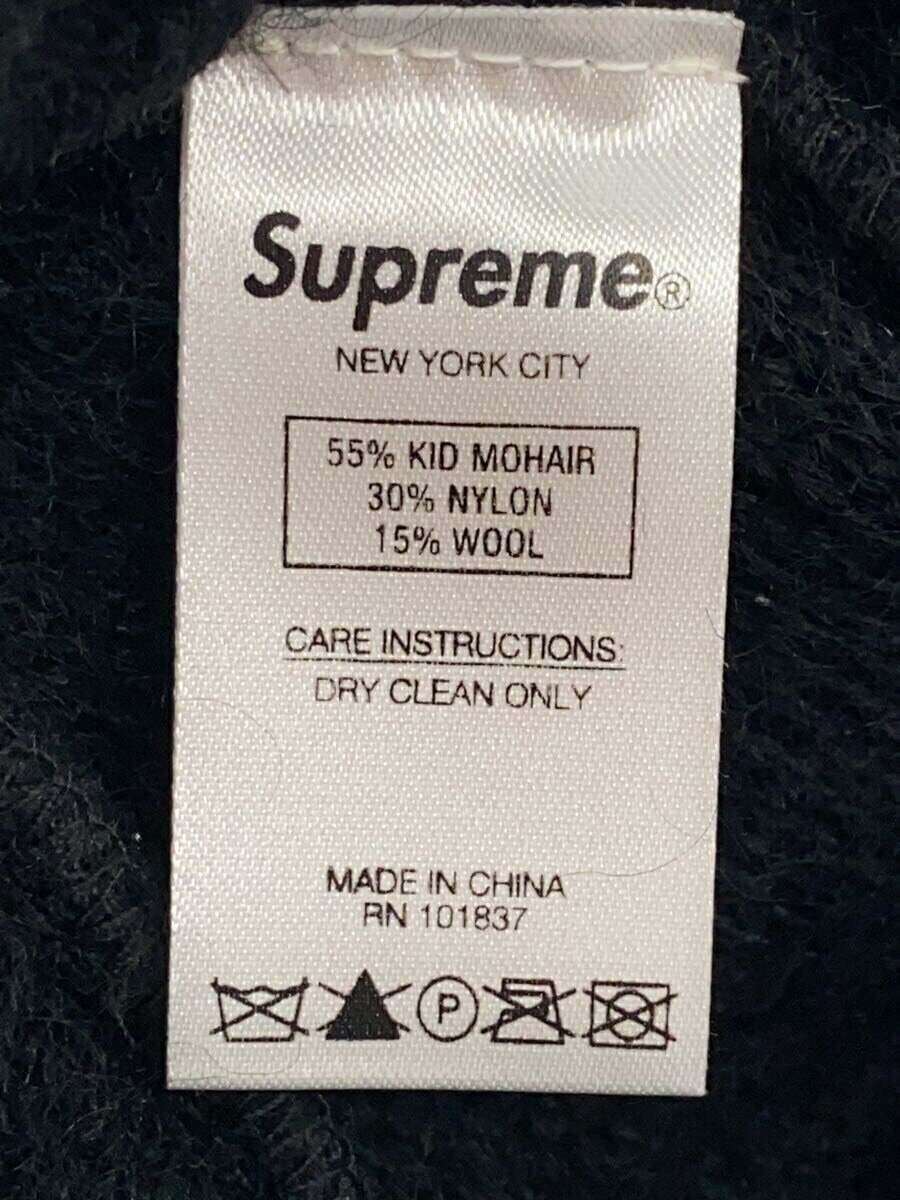 Supreme®
NEW YORK CITY
55% KID MOHAIR
30% NYLON
15% WOOL
CARE INSTRUCTIONS:
DRY CLEAN ONLY
MADE IN CHINA
RN 101837
P